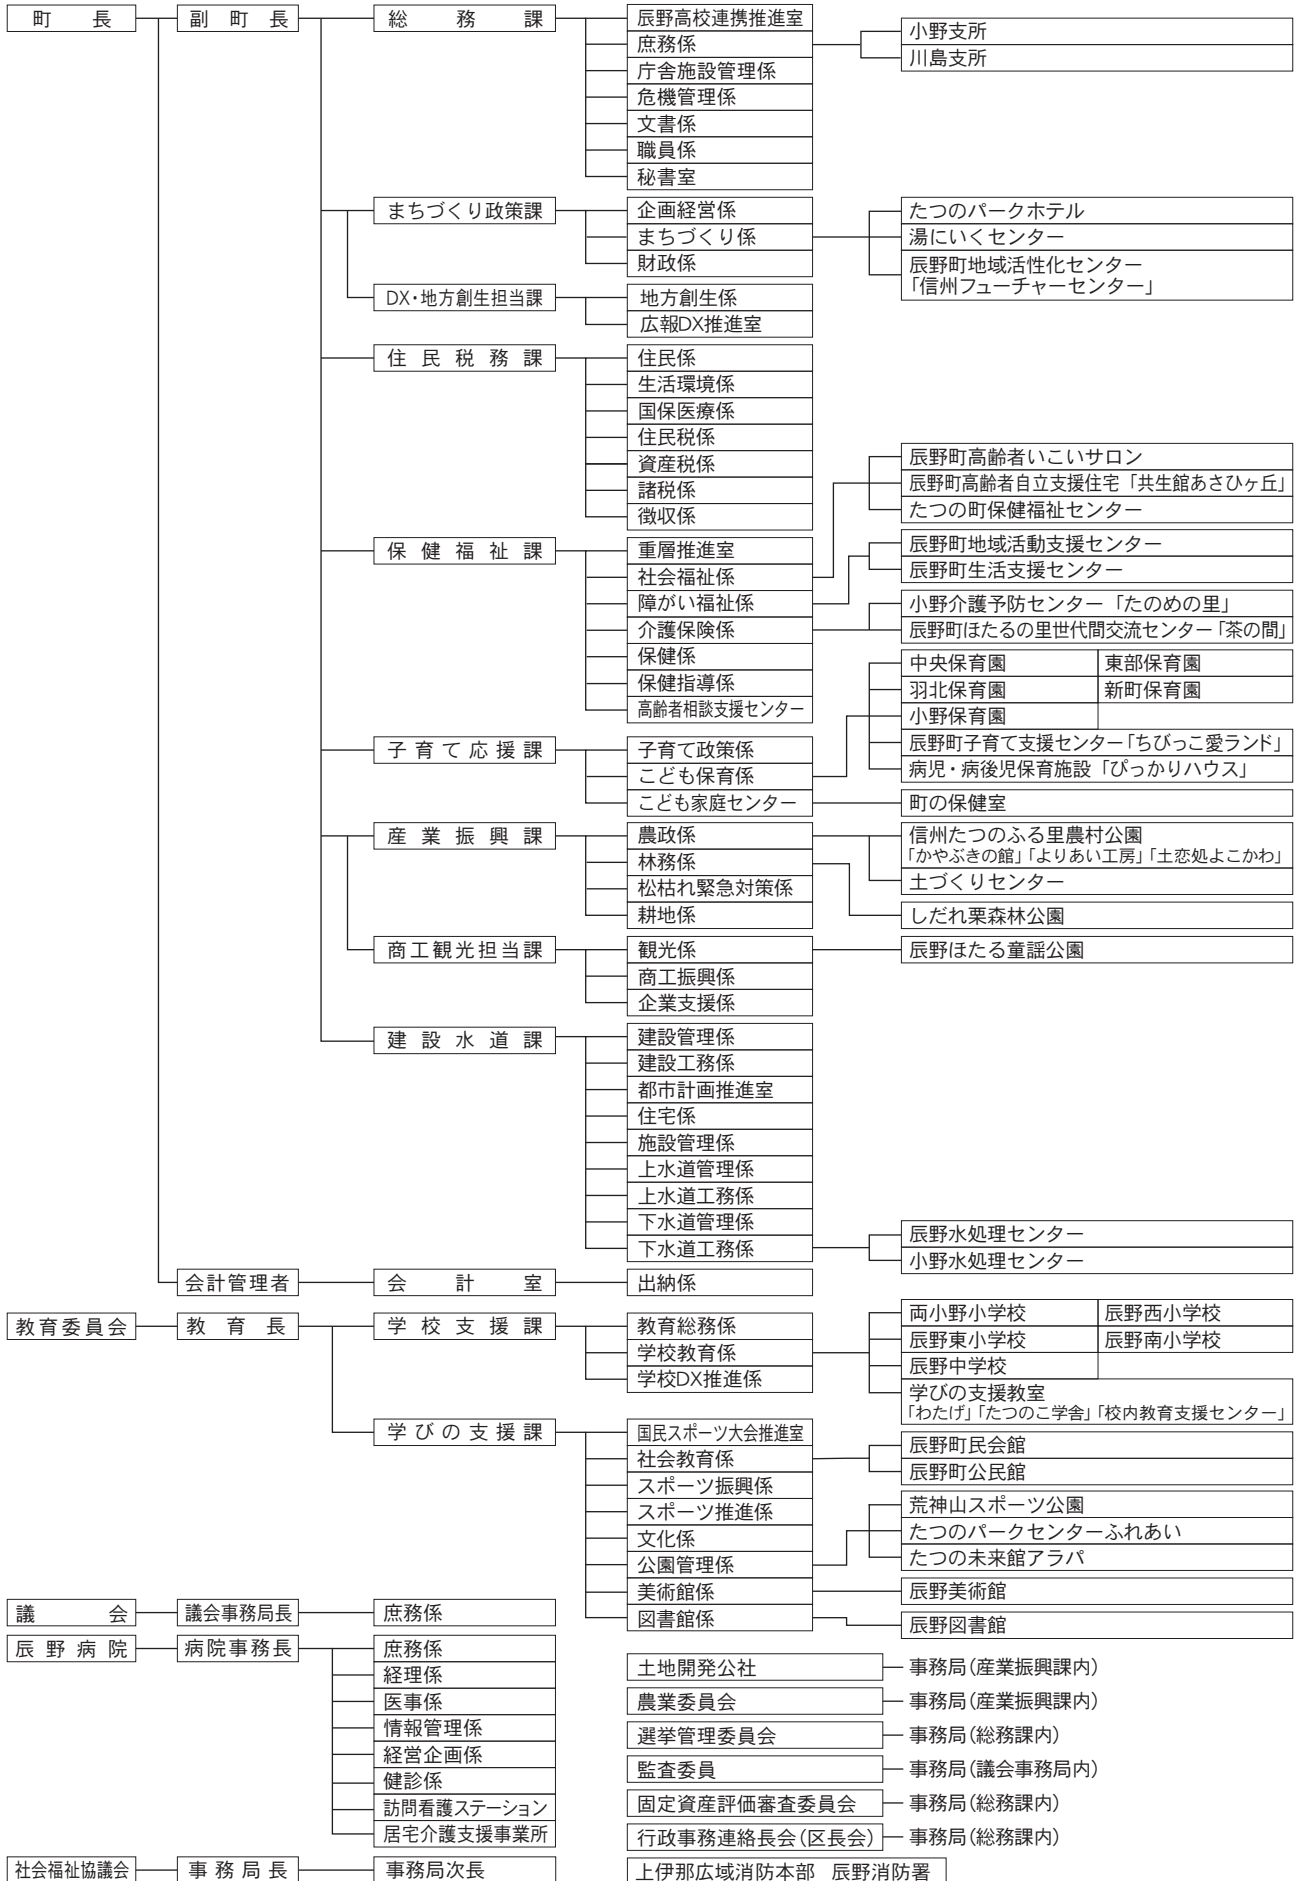 町長
副町長
総務課
辰野高校連携推進室
庶務係
小野支所
川島支所
庁舎施設管理係
危機管理係
文書係
職員係
秘書室
まちづくり政策課
企画経営係
まちづくり係
たつのパークホテル
湯にいくセンター
辰野町地域活性化センター
「信州フューチャーセンター」
財政係
DX・地方創生担当課
地方創生係
広報DX推進室
住民税務課
住民係
生活環境係
国保医療係
住民税係
資産税係
諸税係
徴収係
保健福祉課
重層推進室
社会福祉係
辰野町高齢者いこいサロン
辰野町高齢者自立支援住宅「共生館あさひヶ丘」
たつの町保健福祉センター
障がい福祉係
辰野町地域活動支援センター
辰野町生活支援センター
介護保険係
小野介護予防センター「たのめの里」
辰野町ほたるの里世代間交流センター「茶の間」
保健係
保健指導係
高齢者相談支援センター
子育て応援課
子育て政策係
こども保育係
中央保育園
東部保育園
羽北保育園
新町保育園
小野保育園
辰野町子育て支援センター「ちびっこ愛ランド」
病児・病後児保育施設「ぴっかりハウス」
こども家庭センター
町の保健室
産業振興課
農政係
信州たつのふる里農村公園
「かやぶきの館」「よりあい工房」「土恋処よこかわ」
土づくりセンター
林務係
しだれ栗森林公園
松枯れ緊急対策係
耕地係
商工観光担当課
観光係
辰野ほたる童謡公園
商工振興係
企業支援係
建設水道課
建設管理係
建設工務係
都市計画推進室
住宅係
施設管理係
上水道管理係
上水道工務係
下水道管理係
下水道工務係
辰野水処理センター
小野水処理センター
会計管理者
会計室
出納係
教育委員会
教育長
学校支援課
教育総務係
学校教育係
両小野小学校
辰野西小学校
辰野東小学校
辰野南小学校
辰野中学校
学びの支援教室
「わたげ」「たつのこ学舎」「校内教育支援センター」
学校DX推進係
学びの支援課
国民スポーツ大会推進室
社会教育係
辰野町民会館
辰野町公民館
スポーツ振興係
スポーツ推進係
文化係
公園管理係
荒神山スポーツ公園
たつのパークセンターふれあい
たつの未来館アラパ
美術館係
辰野美術館
図書館係
辰野図書館
議会
議会事務局長
庶務係
辰野病院
病院事務長
庶務係
経理係
医事係
情報管理係
経営企画係
健診係
訪問看護ステーション
居宅介護支援事業所
社会福祉協議会
事務局長
事務局次長
土地開発公社
事務局(産業振興課内)
農業委員会
事務局(産業振興課内)
選挙管理委員会
事務局(総務課内)
監査委員
事務局(議会事務局内)
固定資産評価審査委員会
事務局(総務課内)
行政事務連絡長会(区長会)
事務局(総務課内)
上伊那広域消防本部 辰野消防署